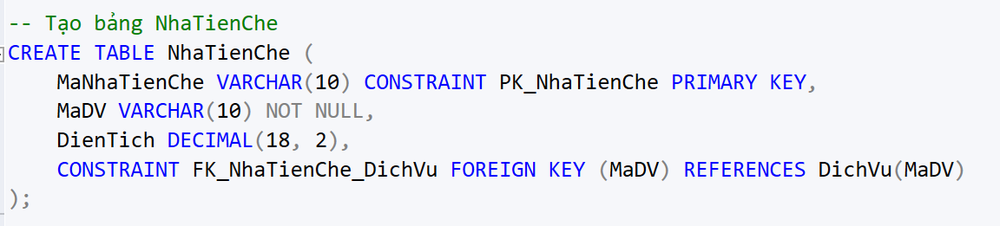 -- Tạo bảng NhaTienChe
CREATE TABLE NhaTienChe (
    MaNhaTienChe VARCHAR(10) CONSTRAINT PK_NhaTienChe PRIMARY KEY,
    MaDV VARCHAR(10) NOT NULL,
    DienTich DECIMAL(18, 2),
    CONSTRAINT FK_NhaTienChe_DichVu FOREIGN KEY (MaDV) REFERENCES DichVu(MaDV)
);